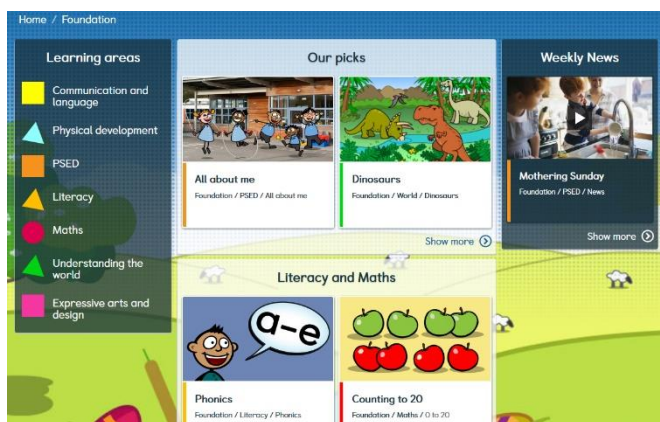 Home / Foundation
Learning areas
Communication and
language
Physical development
PSED
Literacy
Maths
Understanding the
world
Expressive arts and
design
Our picks
All about me
Foundation / PSED / All about me
Dinosaurs
Foundation / World / Dinosaurs
Show more
Literacy and Maths
a-e
Phonics
Foundation / Literacy / Phonics
Counting to 20
Foundation / Maths / 0 to 20
Weekly News
Mothering Sunday
Foundation / PSED / News
Show more